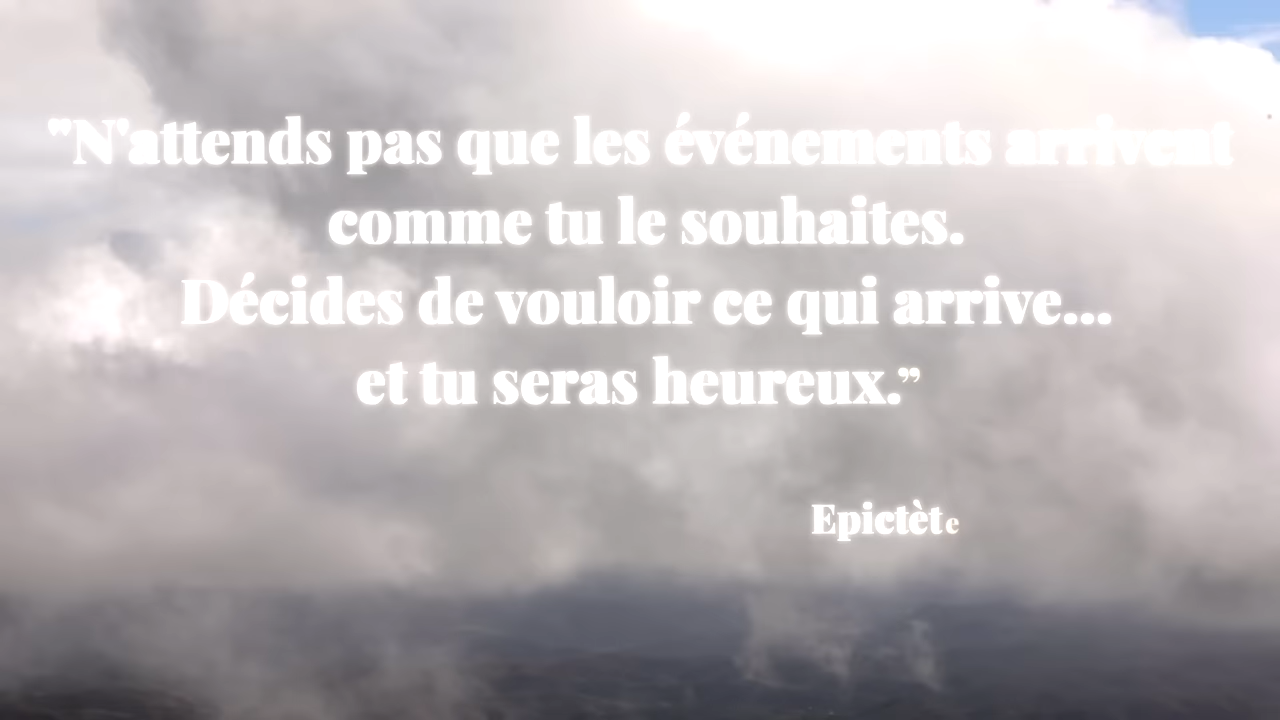 "N'attends pas que les événements arrivent
comme tu le souhaites.
Décides de vouloir ce qui arrive...
et tu seras heureux.”
Epictète